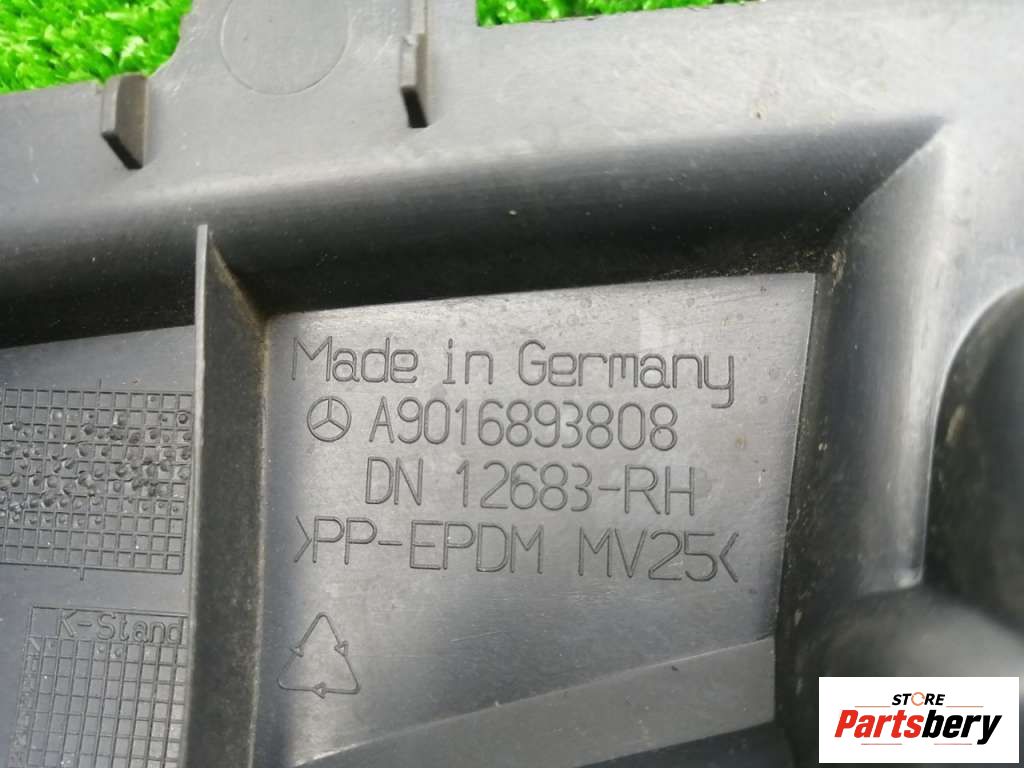 Made in Germany
A9016893808
DN 12683-RH
>PP-EPDM MV25<
K-Stand
STORE
Partsbery